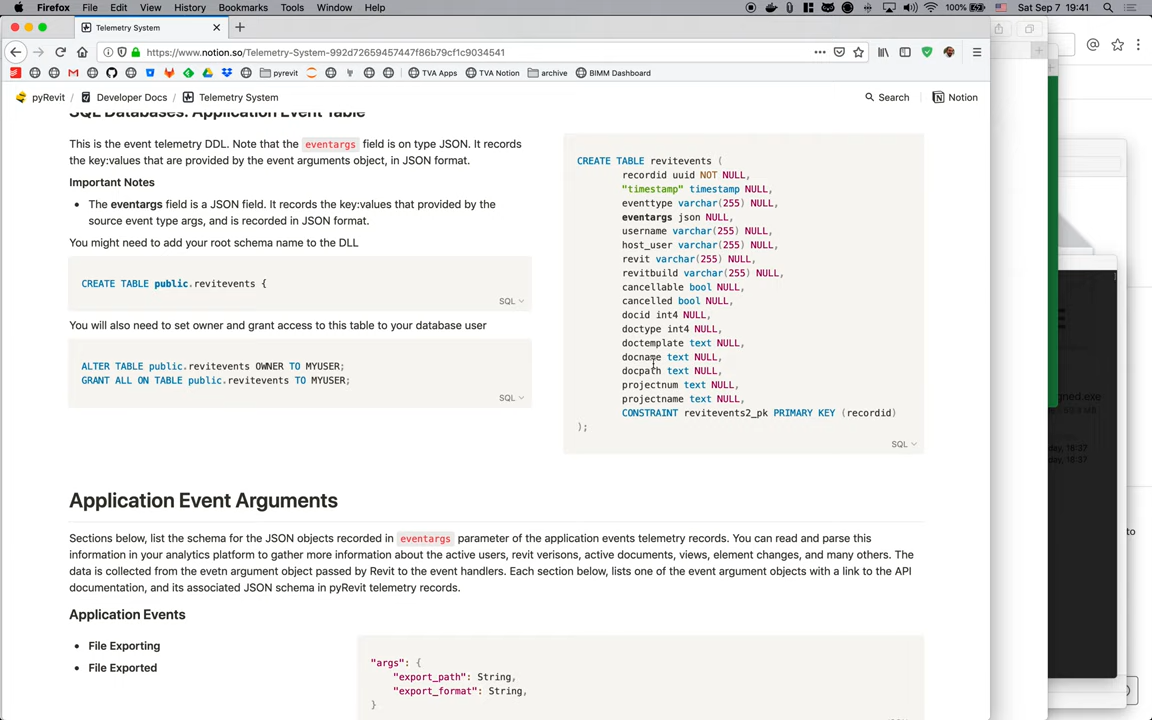 Firefox File Edit View History Bookmarks Tools Window Help 100% Sat Sep 7 19:41
Telemetry System
https://www.notion.so/Telemetry-System-992d72659457447f86b79cf1c9034541
pyrevit TVA Apps TVA Notion archive BIMM Dashboard
pyRevit / Developer Docs / Telemetry System Search Notion
SQL Databases: Application Event Table
This is the event telemetry DDL. Note that the eventargs field is on type JSON. It records
the key:values that are provided by the event arguments object, in JSON format.
Important Notes
• The eventargs field is a JSON field. It records the key:values that provided by the
source event type args, and is recorded in JSON format.
You might need to add your root schema name to the DLL
CREATE TABLE public.revitevents {
SQL
You will also need to set owner and grant access to this table to your database user
ALTER TABLE public.revitevents OWNER TO MYUSER;
GRANT ALL ON TABLE public.revitevents TO MYUSER;
SQL
CREATE TABLE revitevents (
recordid uuid NOT NULL,
"timestamp" timestamp NULL,
eventtype varchar(255) NULL,
eventargs json NULL,
username varchar(255) NULL,
host_user varchar(255) NULL,
revit varchar(255) NULL,
revitbuild varchar(255) NULL,
cancellable bool NULL,
cancelled bool NULL,
docid int4 NULL,
doctype int4 NULL,
doctemplate text NULL,
docname text NULL,
docpath text NULL,
projectnum text NULL,
projectname text NULL,
CONSTRAINT revitevents2_pk PRIMARY KEY (recordid)
);
SQL
Application Event Arguments
Sections below, list the schema for the JSON objects recorded in eventargs parameter of the application events telemetry records. You can read and parse this
information in your analytics platform to gather more information about the active users, revit verisons, active documents, views, element changes, and many others. The
data is collected from the evetn argument object passed by Revit to the event handlers. Each section below, lists one of the event argument objects with a link to the API
documentation, and its associated JSON schema in pyRevit telemetry records.
Application Events
• File Exporting
• File Exported
"args": {
"export_path": String,
"export_format": String,
}